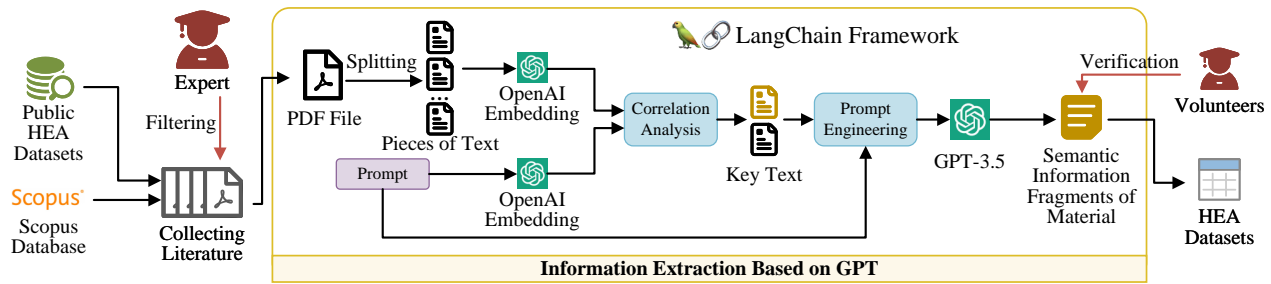 Expert
Filtering
Public
HEA
Datasets
Scopus®
Scopus
Database
Collecting
Literature
LangChain Framework
PDF File
Splitting
Pieces of Text
OpenAI
Embedding
Prompt
OpenAI
Embedding
Correlation
Analysis
Key Text
Prompt
Engineering
GPT-3.5
Verification
Volunteers
Semantic
Information
Fragments of
Material
HEA
Datasets
Information Extraction Based on GPT